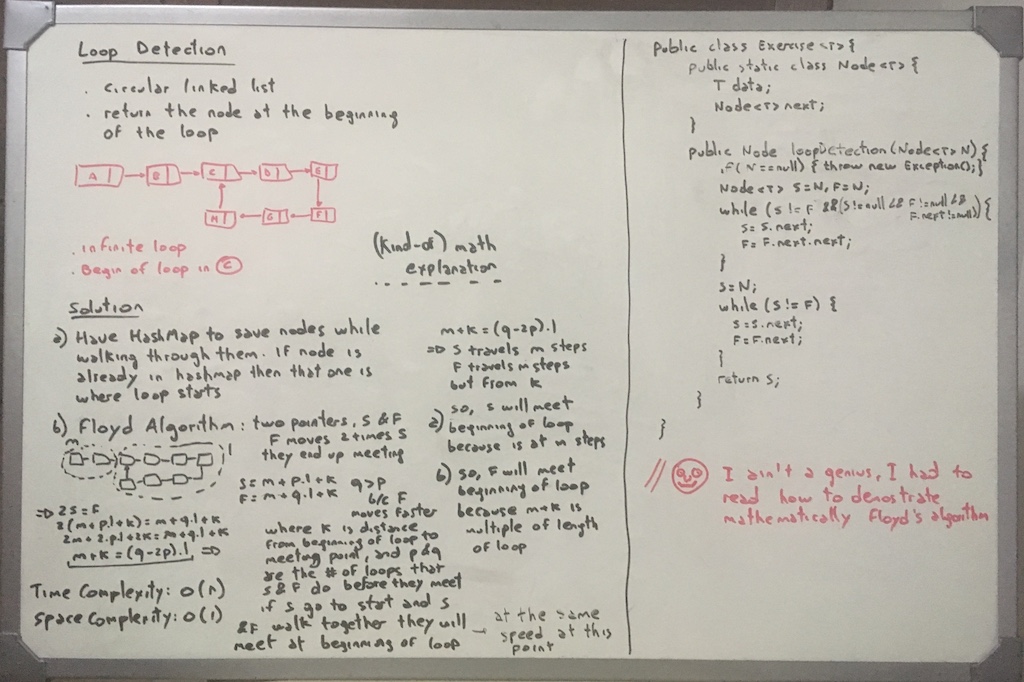 Loop Detection
. circular linked list
. return the node at the beginning
of the loop
A B C D E
H G F
. infinite loop
. Begin of loop in C
Solution
a) Have HashMap to save nodes while
walking through them. If node is
already in hashmap then that one is
where loop starts
b) Floyd Algorithm: two pointers, S & F
F moves 2 times S
they end up meeting
m
l
=> 2S = F
2(m+p.l+k) = m+q.l+k
2m+2.p.l+2k = m+q.l+k
m+k = (q-2p).l =>
Time Complexity: O(n)
Space Complexity: O(1)
S = m+p.l+k q>p
F = m+q.l+k b/c F
moves faster
where k is distance
from beginning of loop to
meeting point, and p&q
are the # of loops that
S & F do before they meet
if S go to start and S
&F walk together they will
meet at beginning of loop
at the same
speed at this
point
(Kind-of) math
explanation
m+k = (q-2p).l
=> S travels m steps
F travels m steps
but from k
so, S will meet
a) beginning of loop
because is at m steps
b) so, F will meet
beginning of loop
because m+k is
multiple of length
of loop
Public class Exercise<T> {
public static class Node<T> {
T data;
Node<T> next;
}
public Node loopDetection(Node<T> N) {
if(N==null) { throw new Exception(); }
Node<T> S=N, F=N;
while (S != F && (S!=null && F!=null &&
F.next!=null)) {
S = S.next;
F = F.next.next;
}
S=N;
while (S != F) {
S = S.next;
F = F.next;
}
return S;
}
}
// I ain't a genius, I had to
read how to demostrate
mathematically Floyd's algorithm